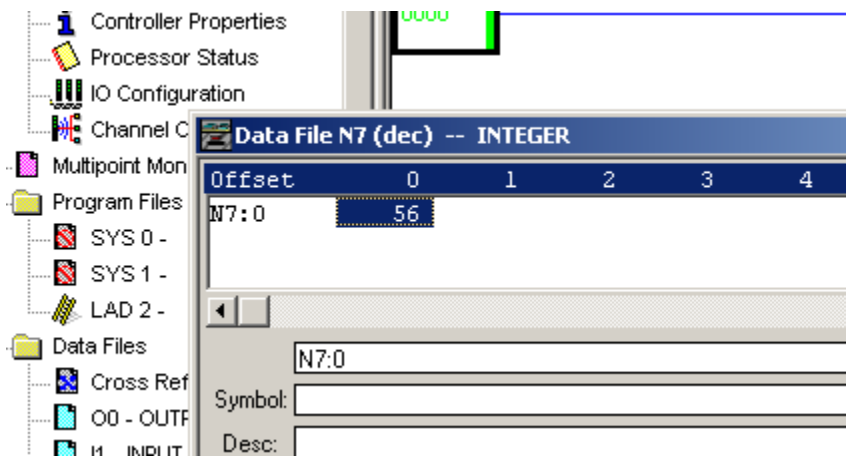 Controller Properties
0000
Processor Status
IO Configuration
Channel C
Data File N7 (dec) -- INTEGER
Multipoint Mon
Offset 0 1 2 3 4
Program Files
N7:0 56
SYS 0 -
SYS 1 -
LAD 2 -
Data Files
N7:0
Cross Ref
Symbol:
O0 - OUTP
Desc:
I1 - INPUT